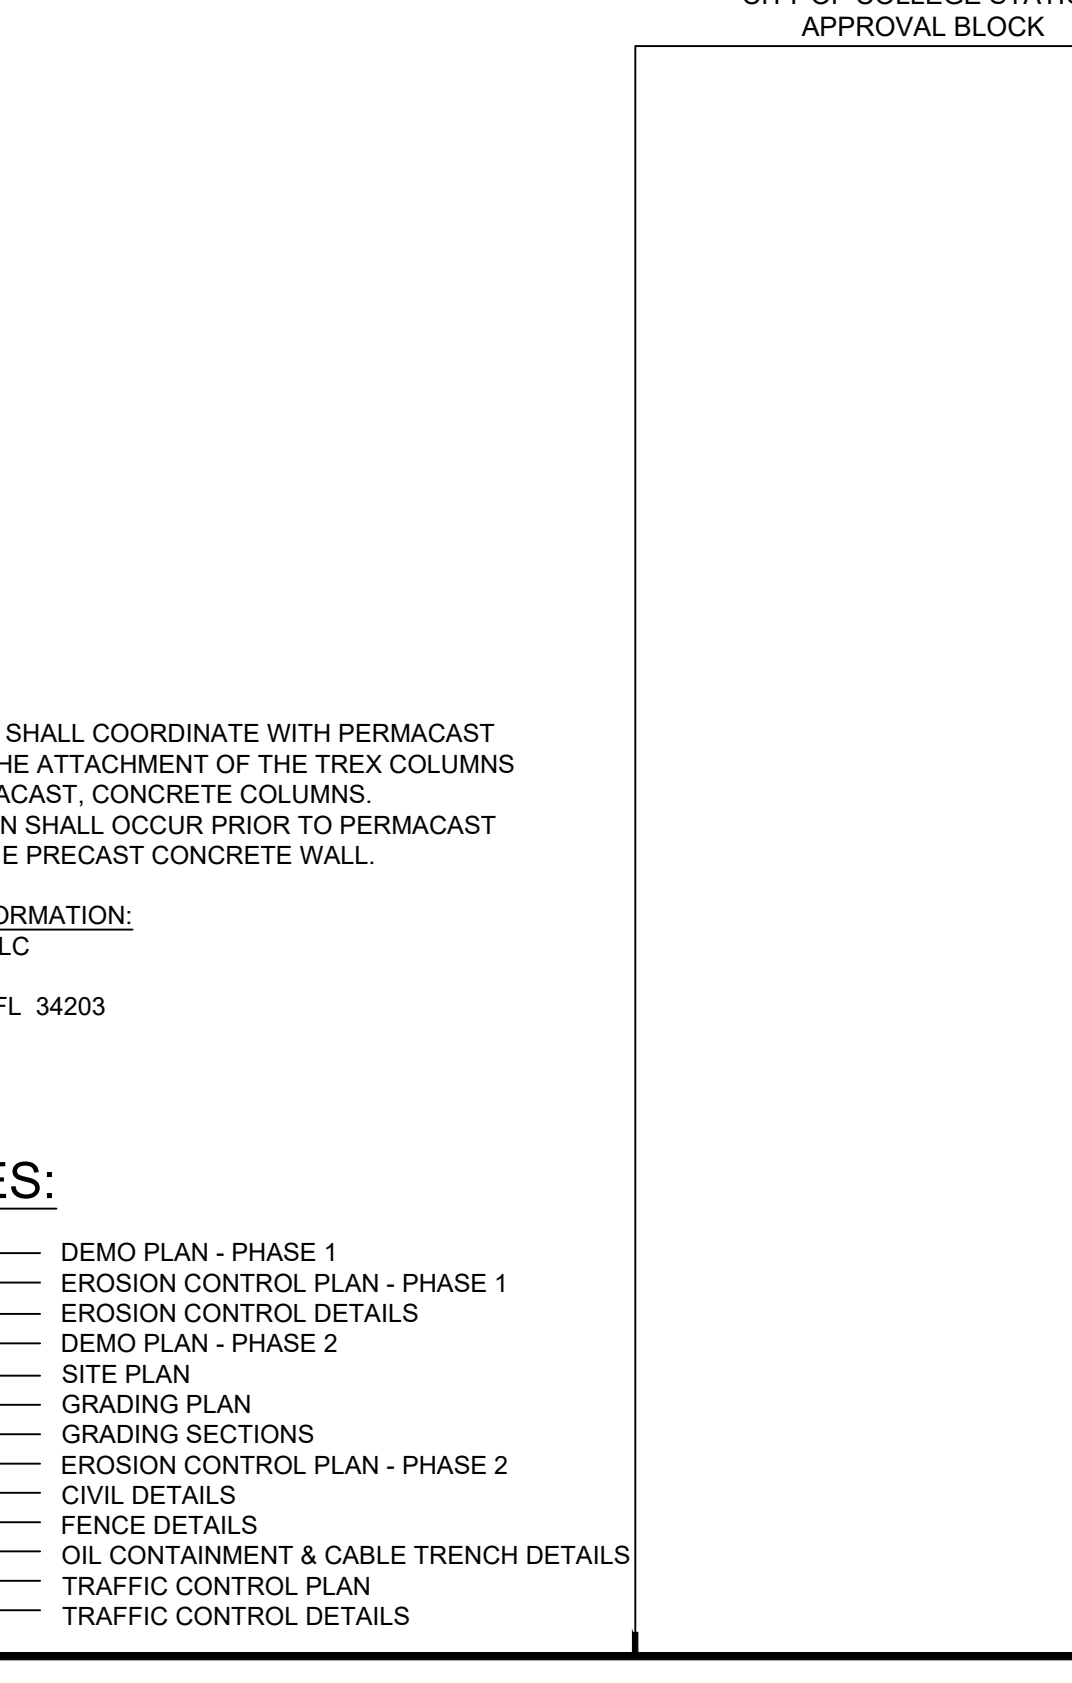 APPROVAL BLOCK
SHALL COORDINATE WITH PERMACAST
THE ATTACHMENT OF THE TREX COLUMNS
ACAST, CONCRETE COLUMNS.
N SHALL OCCUR PRIOR TO PERMACAST
E PRECAST CONCRETE WALL.
ORMATION:
LC
FL 34203
ES:
DEMO PLAN - PHASE 1
EROSION CONTROL PLAN - PHASE 1
EROSION CONTROL DETAILS
DEMO PLAN - PHASE 2
SITE PLAN
GRADING PLAN
GRADING SECTIONS
EROSION CONTROL PLAN - PHASE 2
CIVIL DETAILS
FENCE DETAILS
OIL CONTAINMENT & CABLE TRENCH DETAILS
TRAFFIC CONTROL PLAN
TRAFFIC CONTROL DETAILS